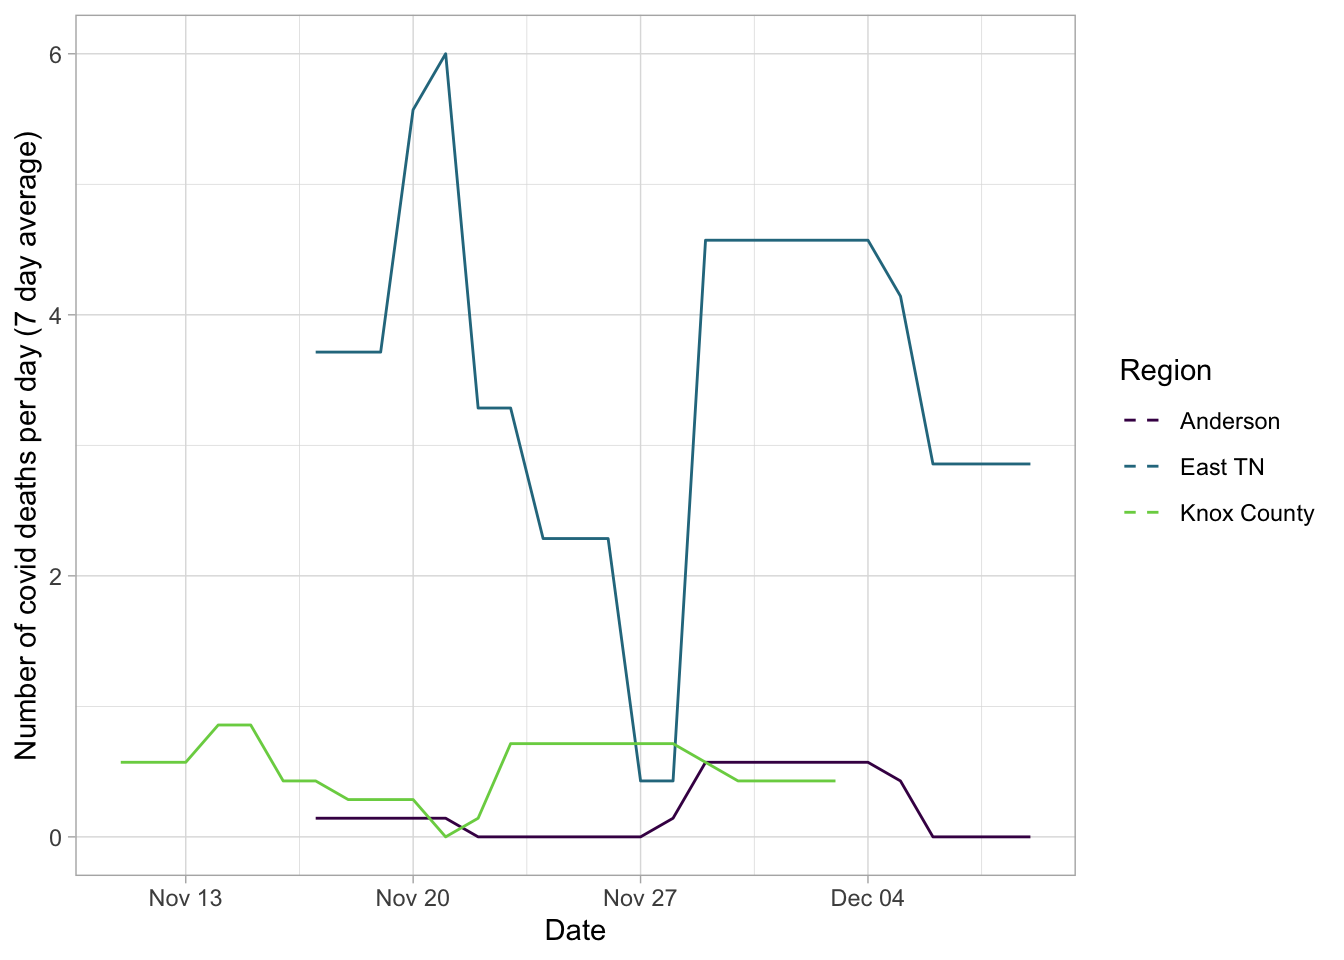 Number of covid deaths per day (7 day average)
6
4
2
0
Nov 13
Nov 20
Nov 27
Dec 04
Date
Region
Anderson
East TN
Knox County